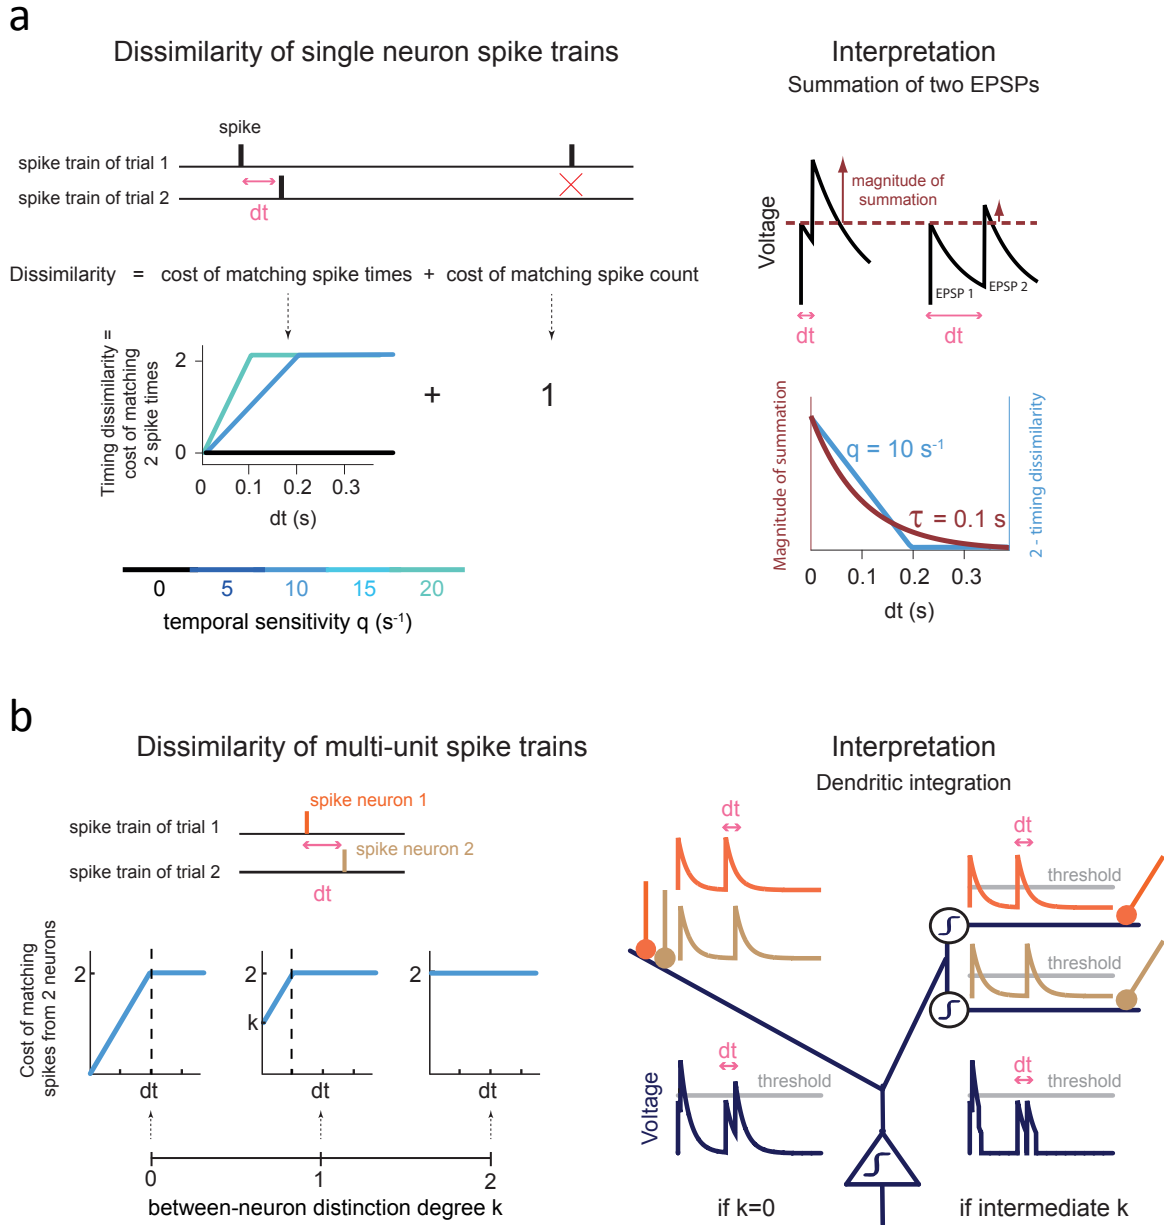 a
Dissimilarity of single neuron spike trains
spike
spike train of trial 1
spike train of trial 2
dt
Dissimilarity = cost of matching spike times + cost of matching spike count
Timing dissimilarity =
cost of matching
2 spike times
2
0
0 0.1 0.2 0.3
dt (s)
+
1
0 5 10 15 20
temporal sensitivity q (s⁻¹)
Interpretation
Summation of two EPSPs
Voltage
magnitude of
summation
EPSP 1
EPSP 2
dt
dt
Magnitude of summation
q = 10 s⁻¹
τ = 0.1 s
2 - timing dissimilarity
0 0.1 0.2 0.3
dt (s)
b
Dissimilarity of multi-unit spike trains
spike neuron 1
spike train of trial 1
spike neuron 2
spike train of trial 2
dt
Cost of matching
spikes from 2 neurons
2
dt
2
k
dt
2
dt
0 1 2
between-neuron distinction degree k
Interpretation
Dendritic integration
dt
dt
threshold
threshold
Voltage
dt
threshold
dt
threshold
if k=0
if intermediate k